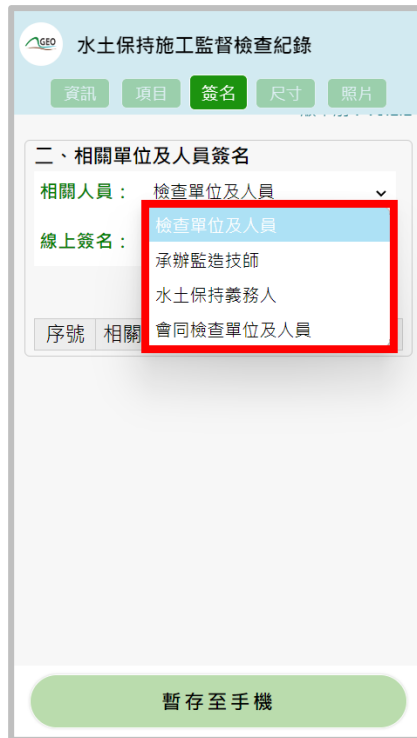 GEO
水土保持施工監督檢查紀錄
資訊 項目 簽名 尺寸 照片
二、相關單位及人員簽名
相關人員： 檢查單位及人員
檢查單位及人員
線上簽名：
承辦監造技師
水土保持義務人
會同檢查單位及人員
序號 相關
暫存至手機